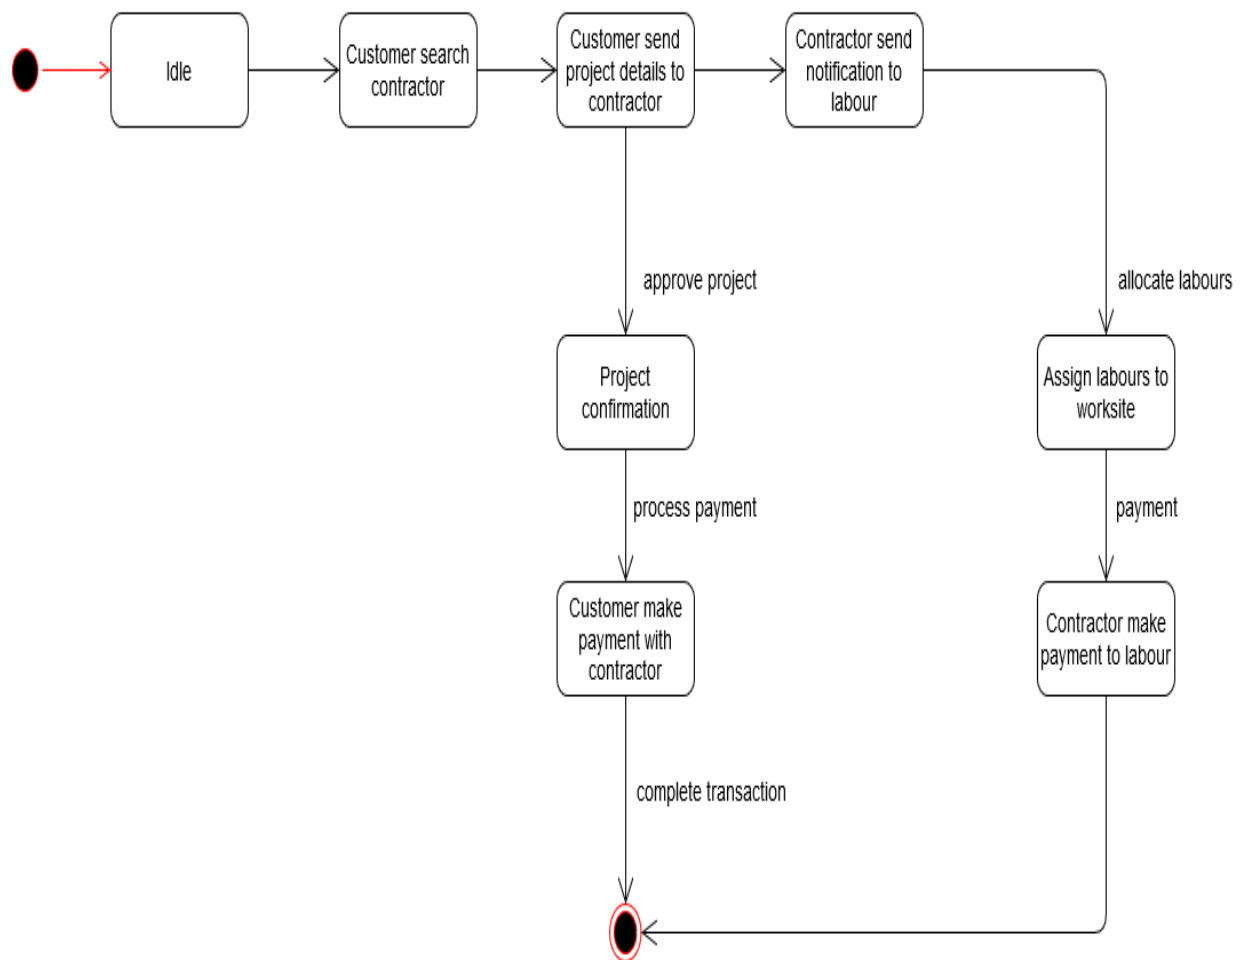 Idle
Customer search
contractor
Customer send
project details to
contractor
Contractor send
notification to
labour
approve project
allocate labours
Project
confirmation
Assign labours to
worksite
process payment
payment
Customer make
payment with
contractor
Contractor make
payment to labour
complete transaction